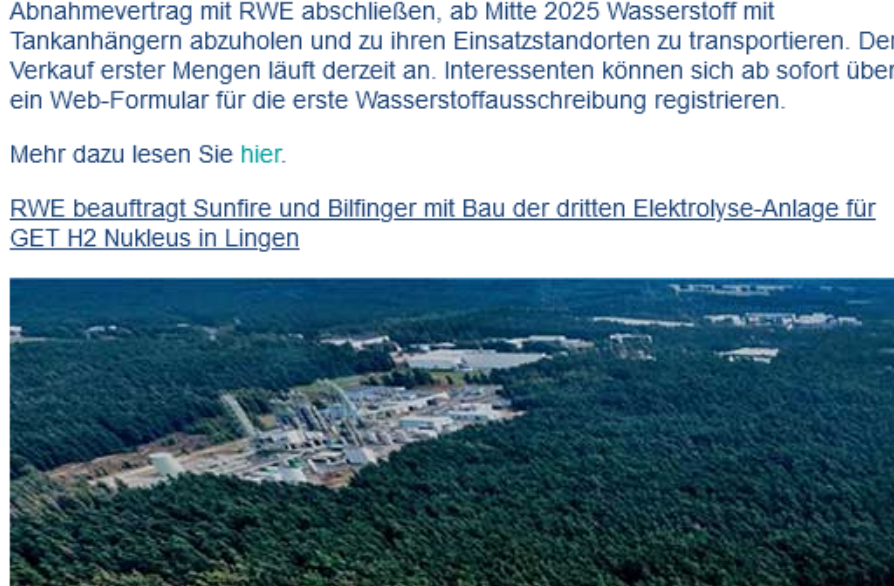 Abnahmevertrag mit RWE abschließen, ab Mitte 2025 Wasserstoff mit
Tankanhängern abzuholen und zu ihren Einsatzstandorten zu transportieren. Der
Verkauf erster Mengen läuft derzeit an. Interessenten können sich ab sofort über
ein Web-Formular für die erste Wasserstoffausschreibung registrieren.
Mehr dazu lesen Sie hier.
RWE beauftragt Sunfire und Bilfinger mit Bau der dritten Elektrolyse-Anlage für
GET H2 Nukleus in Lingen